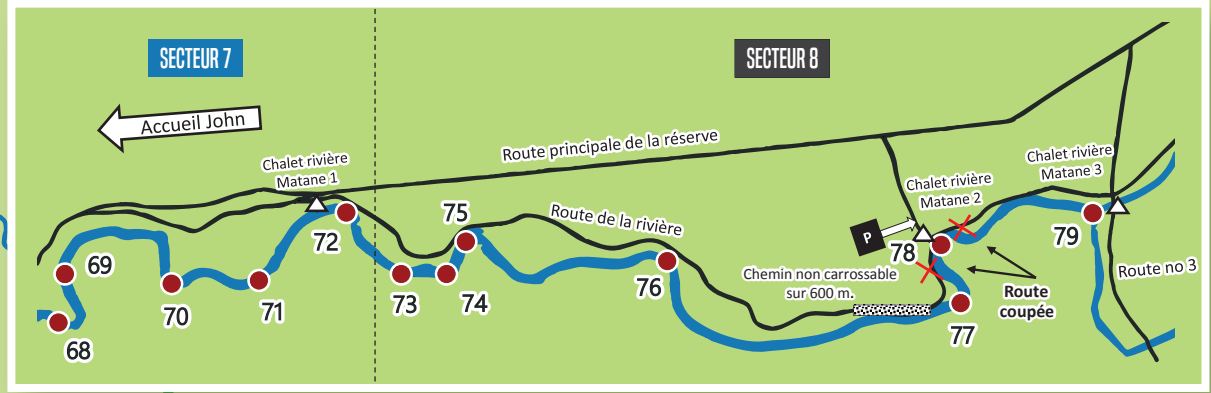 SECTEUR 7
SECTEUR 8
Accueil John
Route principale de la réserve
Chalet rivière
Matane 1
Chalet rivière
Matane 3
Chalet rivière
Matane 2
75
Route de la rivière
72
P
78
79
69
Chemin non carrossable
sur 600 m.
Route no 3
76
70
71
73
74
Route
coupée
77
68